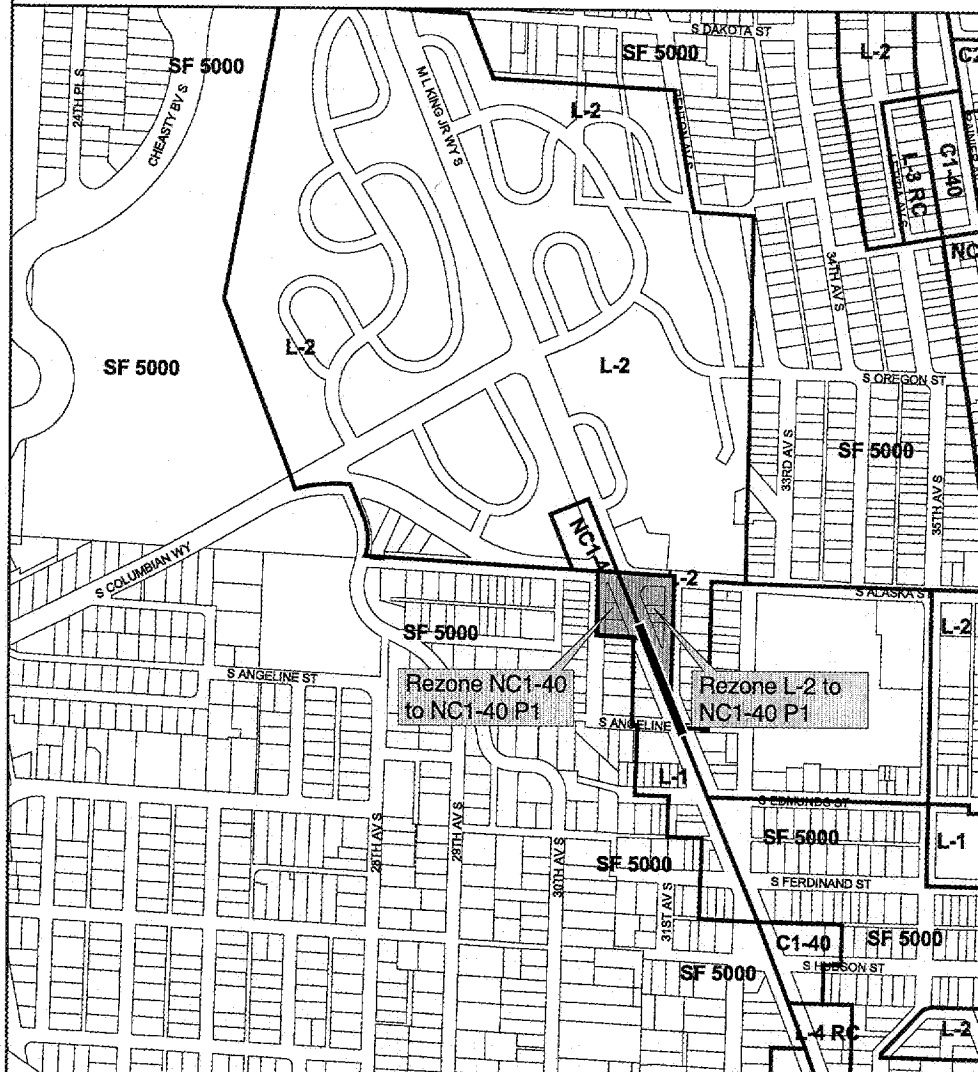 S DAKOTA ST
SF 5000
SF 5000
L-2
24TH PL S
CHEASTY BV S
M L KING JR WY S
L-2
L-3 RC
C1-40
NC
34TH AV S
SF 5000
L-2
L-2
S OREGON ST
33RD AV S
SF 5000
35TH AV S
NC1-4
S COLUMBIAN WY
L-2
S ALASKA S
L-2
SF 5000
S ANGELINE ST
Rezone NC1-40
to NC1-40 P1
Rezone L-2 to
NC1-40 P1
S ANGELINE
L-1
S EDMUNDS ST
SF 5000
L-1
28TH AV S
29TH AV S
30TH AV S
SF 5000
31ST AV S
S FERDINAND ST
C1-40
SF 5000
SF 5000
S HUDSON ST
L-4 RC
L-2